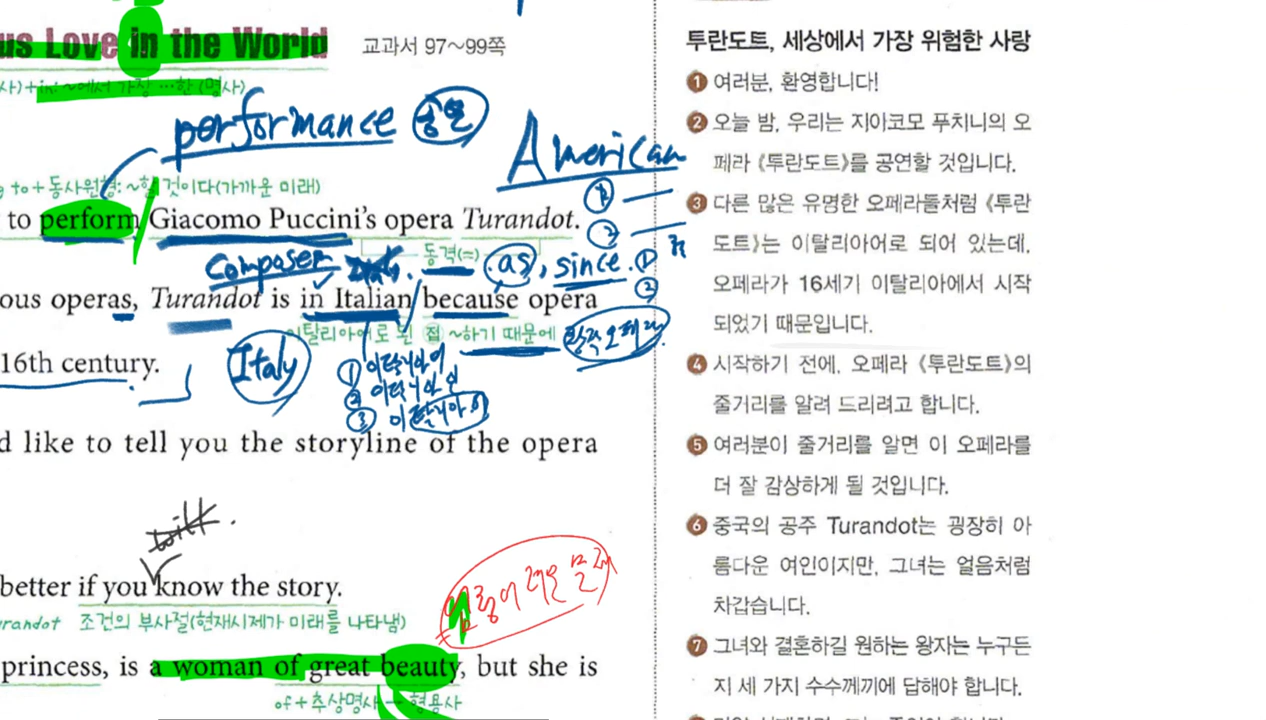 us Love in the World 교과서 97~99쪽
사)+in: ~에서 가장 …한 (명사)
performance 공연
American
to+동사원형: ~할 것이다(가까운 미래)
to perform Giacomo Puccini's opera Turandot.
Composer 동격(=) as, since. ① ②
ous operas, Turandot is in Italian because opera
이탈리아어로 된 접 ~하기 때문에
16th century.
Italy
① 이탈리아어
② 이탈리아인
③ 이탈리아의
d like to tell you the storyline of the opera
will.
better if you know the story.
urandot 조건의 부사절(현재시제가 미래를 나타냄)
princess, is a woman of great beauty, but she is
of+추상명사 → 형용사
투란도트, 세상에서 가장 위험한 사랑
❶ 여러분, 환영합니다!
❷ 오늘 밤, 우리는 지아코모 푸치니의 오
페라 《투란도트》를 공연할 것입니다.
❸ 다른 많은 유명한 오페라들처럼 《투란
도트》는 이탈리아어로 되어 있는데,
오페라가 16세기 이탈리아에서 시작
되었기 때문입니다.
❹ 시작하기 전에, 오페라 《투란도트》의
줄거리를 알려 드리려고 합니다.
❺ 여러분이 줄거리를 알면 이 오페라를
더 잘 감상하게 될 것입니다.
❻ 중국의 공주 Turandot는 굉장히 아
름다운 여인이지만, 그녀는 얼음처럼
차갑습니다.
❼ 그녀와 결혼하길 원하는 왕자는 누구든
지 세 가지 수수께끼에 답해야 합니다.